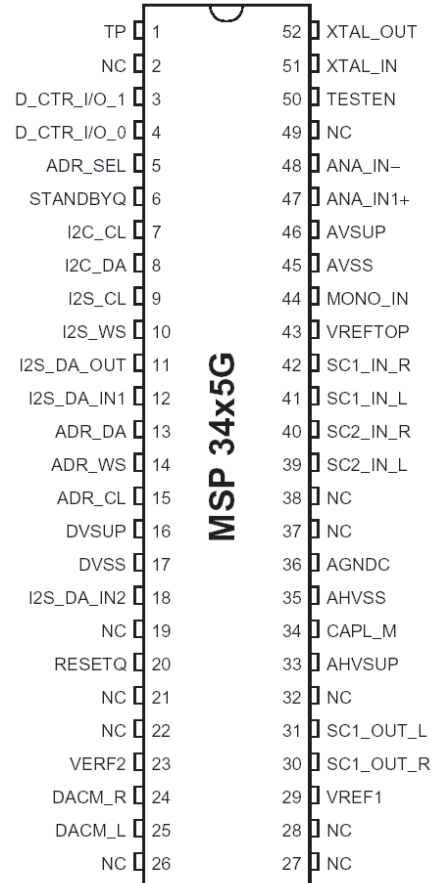 TP 1 52 XTAL_OUT
NC 2 51 XTAL_IN
D_CTR_I/O_1 3 50 TESTEN
D_CTR_I/O_0 4 49 NC
ADR_SEL 5 48 ANA_IN−
STANDBYQ 6 47 ANA_IN1+
I2C_CL 7 46 AVSUP
I2C_DA 8 45 AVSS
I2S_CL 9 44 MONO_IN
I2S_WS 10 43 VREFTOP
I2S_DA_OUT 11 42 SC1_IN_R
I2S_DA_IN1 12 41 SC1_IN_L
ADR_DA 13 40 SC2_IN_R
ADR_WS 14 39 SC2_IN_L
ADR_CL 15 38 NC
DVSUP 16 37 NC
DVSS 17 36 AGNDC
I2S_DA_IN2 18 35 AHVSS
NC 19 34 CAPL_M
RESETQ 20 33 AHVSUP
NC 21 32 NC
NC 22 31 SC1_OUT_L
VERF2 23 30 SC1_OUT_R
DACM_R 24 29 VREF1
DACM_L 25 28 NC
NC 26 27 NC
MSP 34x5G